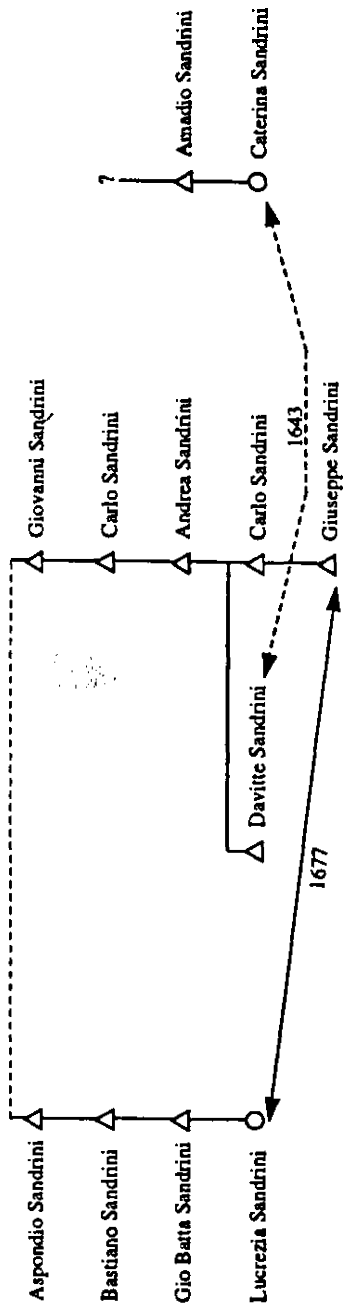 Aspondio Sandrini
Bastiano Sandrini
Gio Batta Sandrini
Lucrezia Sandrini
1677
Davitte Sandrini
Giovanni Sandrini
Carlo Sandrini
Andrea Sandrini
Carlo Sandrini
Giuseppe Sandrini
1643
?
Amadio Sandrini
Caterina Sandrini